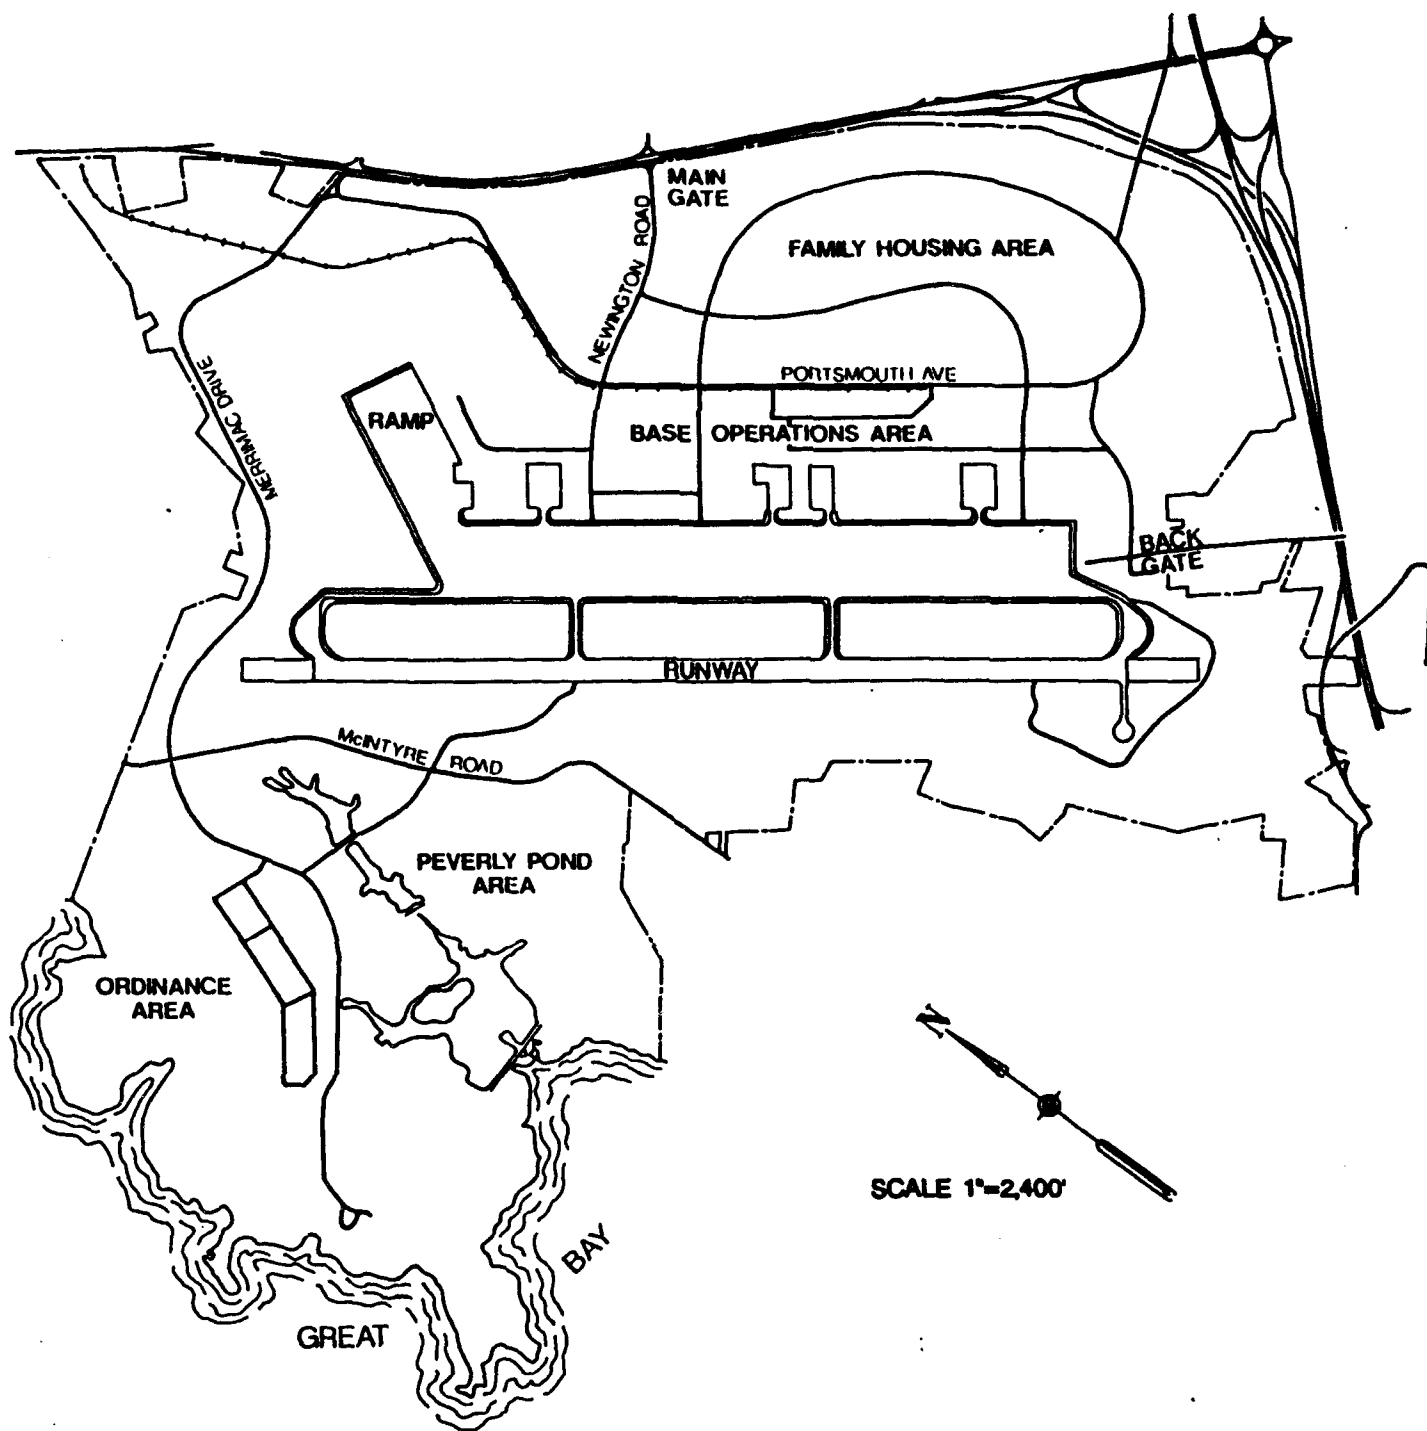 MAIN
GATE
NEWINGTON ROAD
FAMILY HOUSING AREA
MERRIMAC DRIVE
PORTSMOUTH AVE
RAMP
BASE OPERATIONS AREA
BACK
GATE
RUNWAY
McINTYRE ROAD
PEVERLY POND
AREA
ORDINANCE
AREA
N
SCALE 1"=2,400'
GREAT BAY